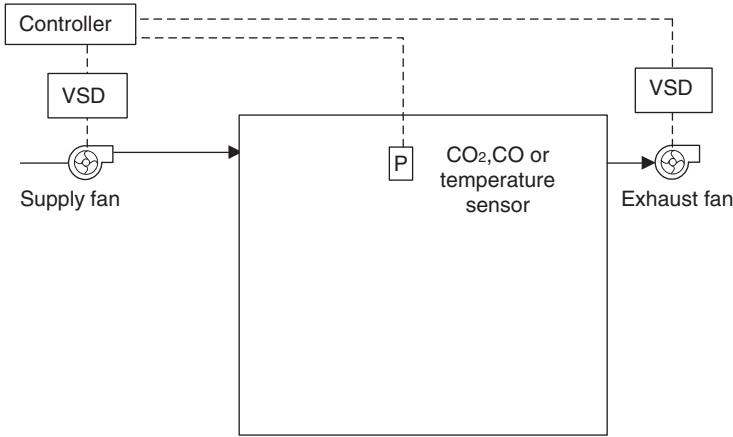 Controller
VSD
VSD
P
CO₂,CO or
temperature
sensor
Supply fan
Exhaust fan